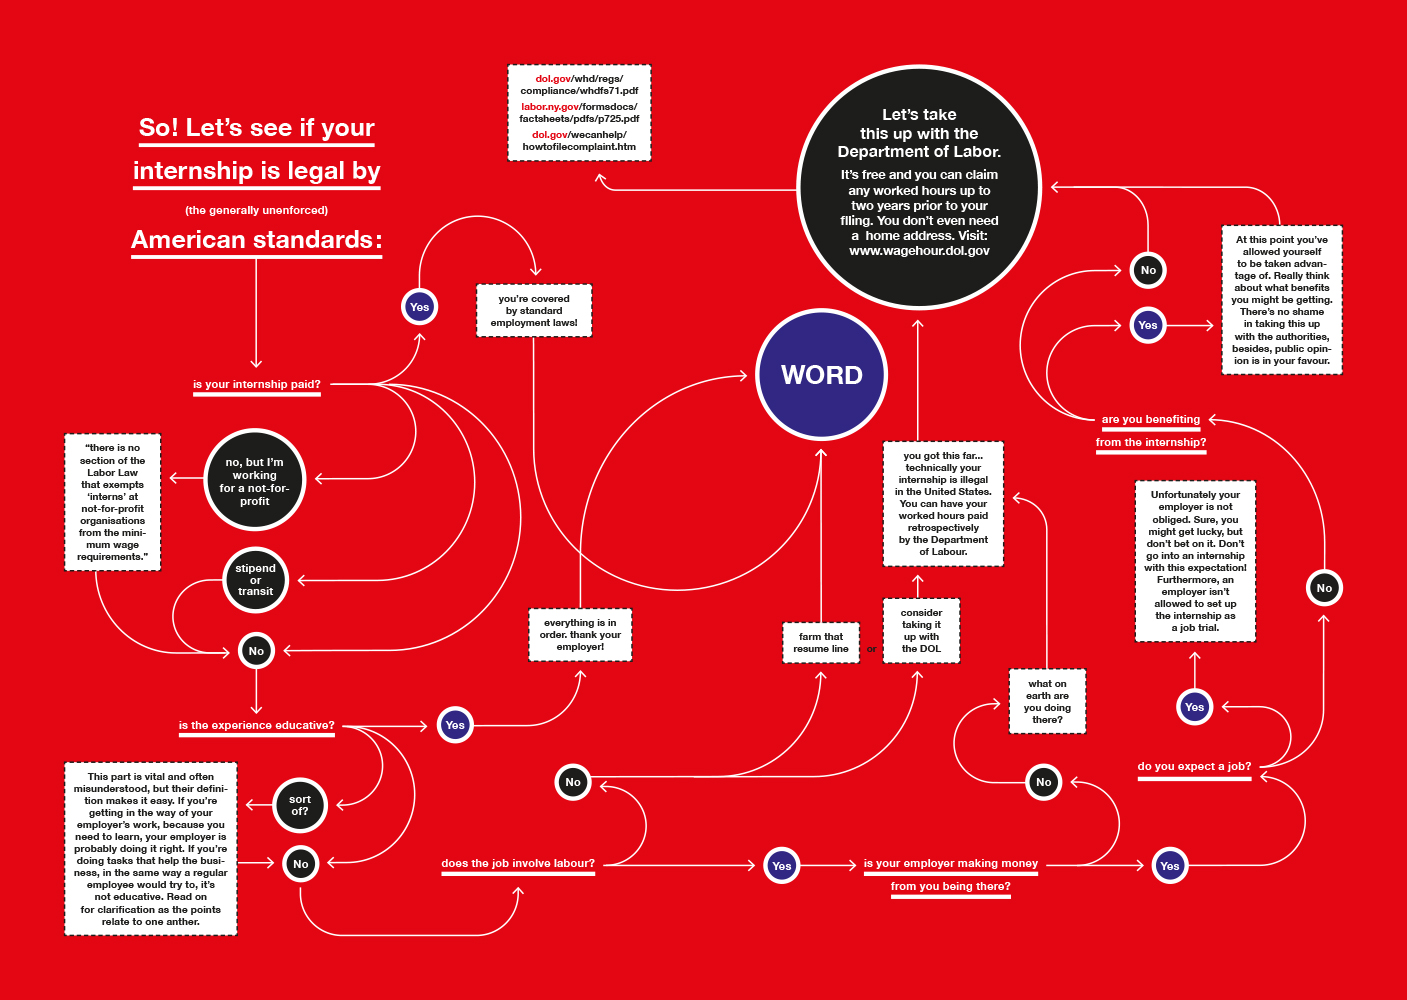 So! Let's see if your
internship is legal by
(the generally unenforced)
American standards:
is your internship paid?
Yes
you're covered
by standard
employment laws!
no, but I'm
working
for a not-for-
profit
"there is no
section of the
Labor Law
that exempts
'interns' at
not-for-profit
organisations
from the mini-
mum wage
requirements."
stipend
or
transit
No
is the experience educative?
Yes
everything is in
order. thank your
employer!
WORD
sort
of?
This part is vital and often
misunderstood, but their defini-
tion makes it easy. If you're
getting in the way of your
employer's work, because you
need to learn, your employer is
probably doing it right. If you're
doing tasks that help the busi-
ness, in the same way a regular
employee would try to, it's
not educative. Read on
for clarification as the points
relate to one anther.
No
does the job involve labour?
No
farm that
resume line
or
consider
taking it
up with
the DOL
Yes
is your employer making money
from you being there?
No
what on
earth are
you doing
there?
you got this far...
technically your
internship is illegal
in the United States.
You can have your
worked hours paid
retrospectively
by the Department
of Labour.
Yes
do you expect a job?
Yes
Unfortunately your
employer is not
obliged. Sure, you
might get lucky, but
don't bet on it. Don't
go into an internship
with this expectation!
Furthermore, an
employer isn't
allowed to set up
the internship as
a job trial.
No
are you benefiting
from the internship?
No
Yes
At this point you've
allowed yourself
to be taken advan-
tage of. Really think
about what benefits
you might be getting.
There's no shame
in taking this up
with the authorities,
besides, public opin-
ion is in your favour.
Let's take
this up with the
Department of Labor.
It's free and you can claim
any worked hours up to
two years prior to your
filing. You don't even need
a home address. Visit:
www.wagehour.dol.gov
dol.gov/whd/regs/
compliance/whdfs71.pdf
labor.ny.gov/formsdocs/
factsheets/pdfs/p725.pdf
dol.gov/wecanhelp/
howtofilecomplaint.htm